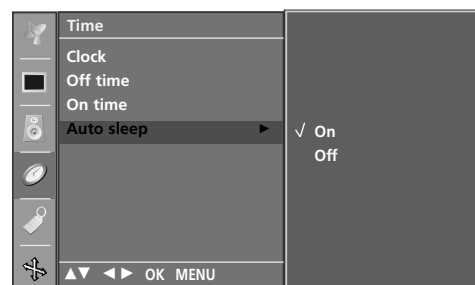 Time
Clock
Off time
On time
Auto sleep ►
√ On
Off
▲▼ ◄► OK MENU